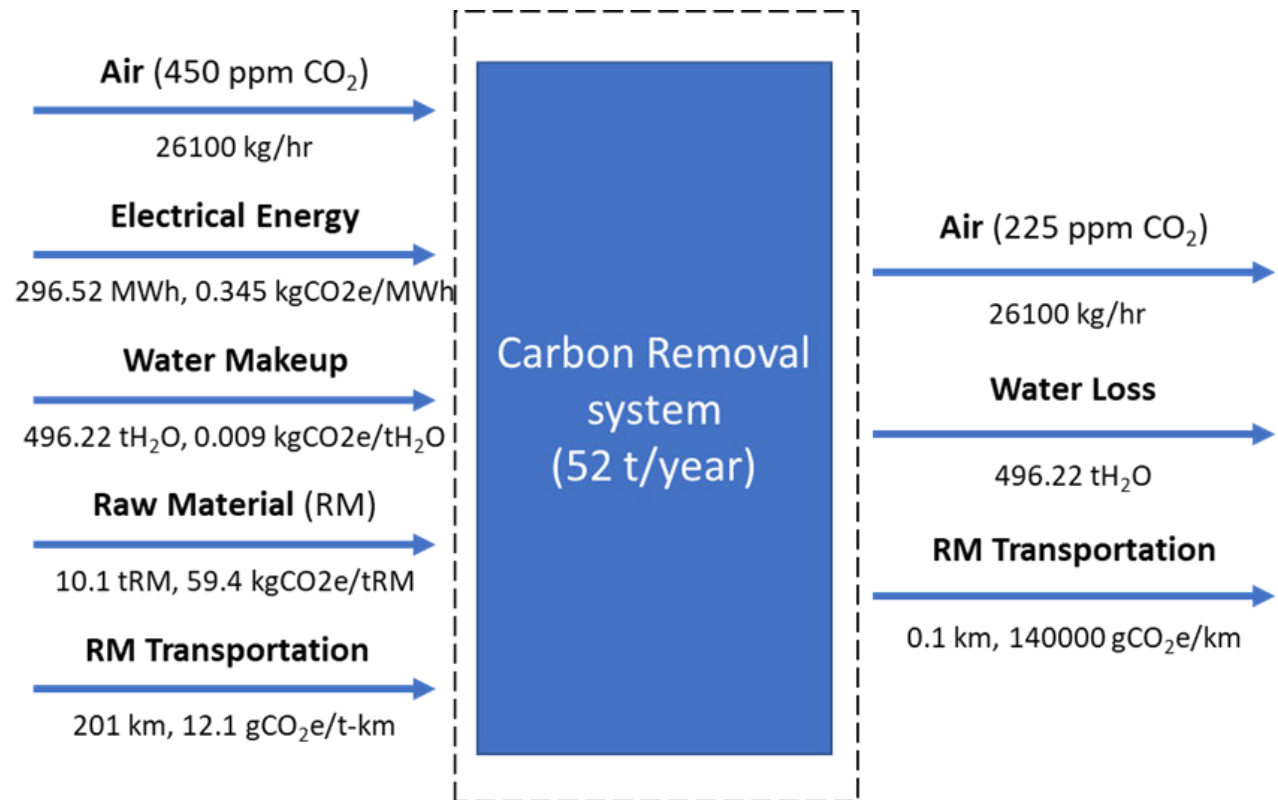 Air (450 ppm CO₂)
26100 kg/hr
Electrical Energy
296.52 MWh, 0.345 kgCO2e/MWh
Water Makeup
496.22 tH₂O, 0.009 kgCO2e/tH₂O
Raw Material (RM)
10.1 tRM, 59.4 kgCO2e/tRM
RM Transportation
201 km, 12.1 gCO₂e/t-km
Carbon Removal
system
(52 t/year)
Air (225 ppm CO₂)
26100 kg/hr
Water Loss
496.22 tH₂O
RM Transportation
0.1 km, 140000 gCO₂e/km